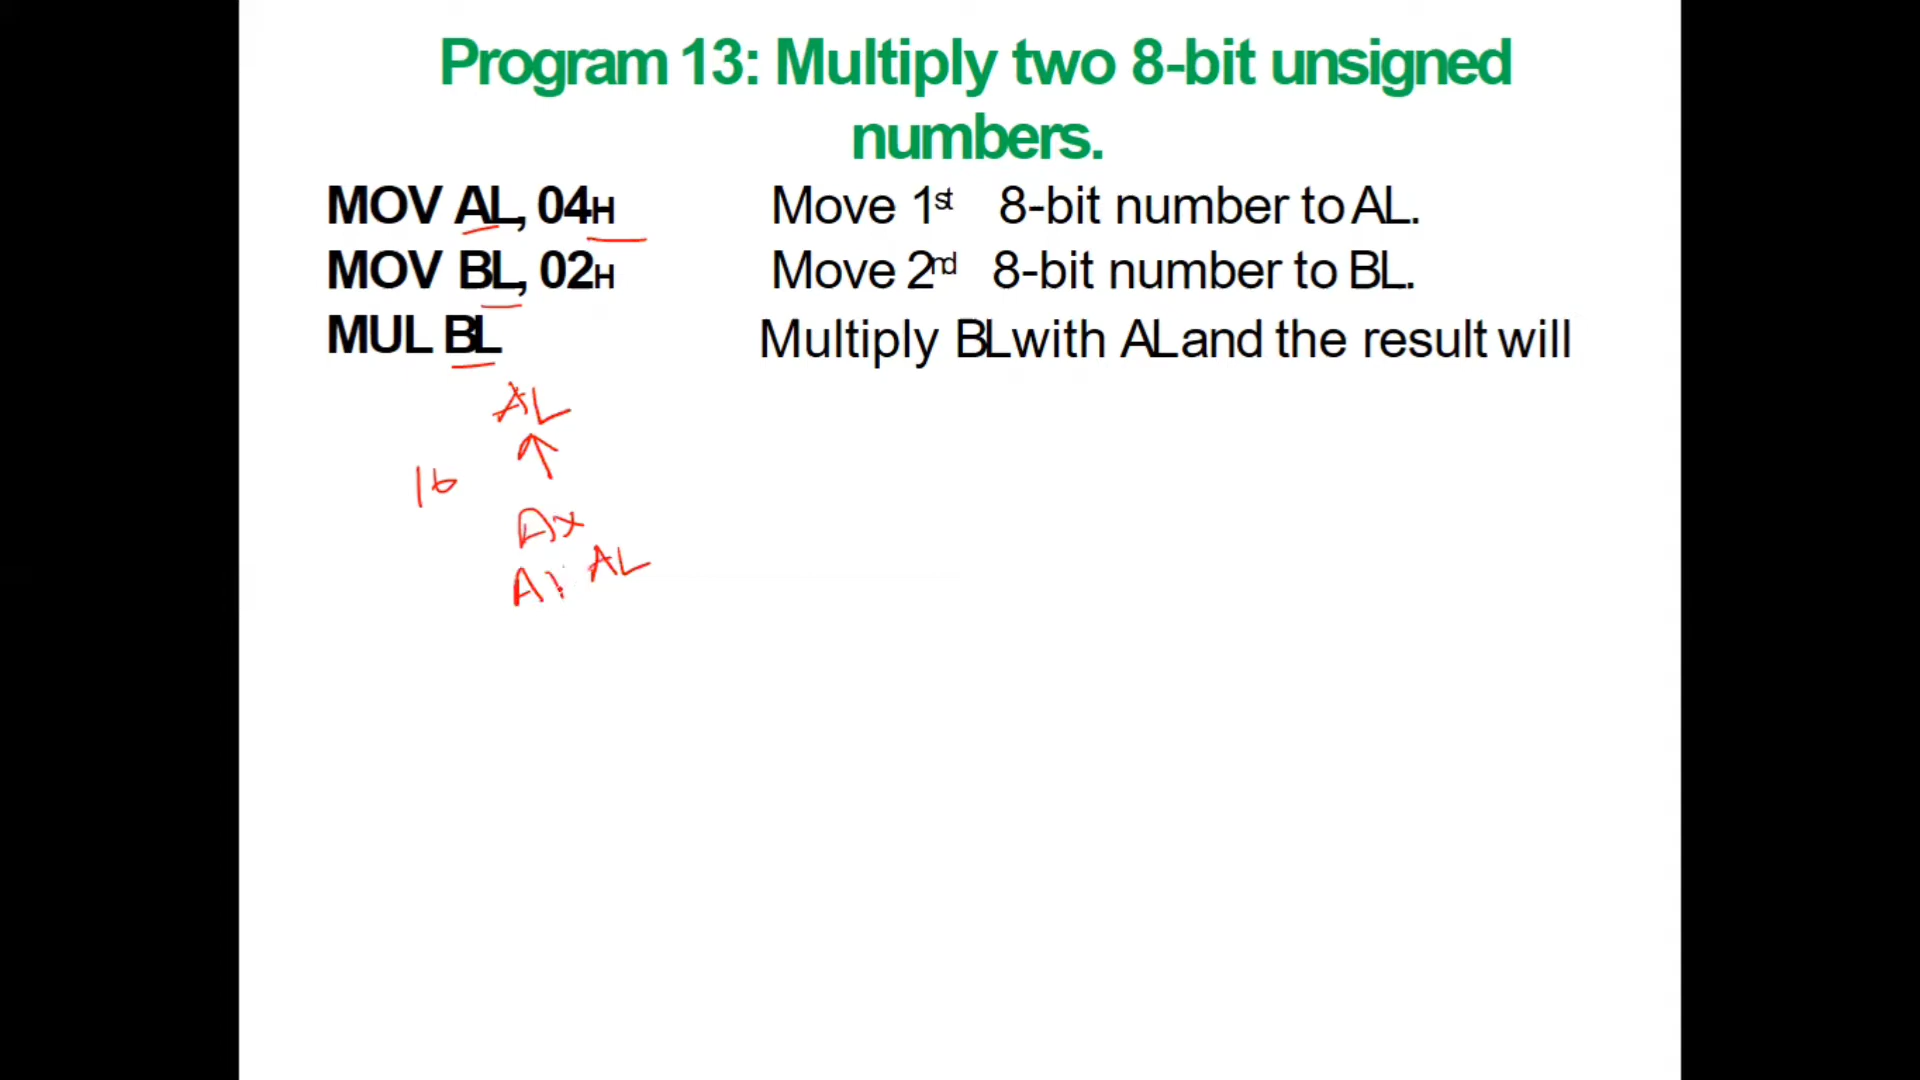 Program 13: Multiply two 8-bit unsigned
numbers.
MOV AL, 04H Move 1st 8-bit number to AL.
MOV BL, 02H Move 2nd 8-bit number to BL.
MUL BL Multiply BL with AL and the result will
AL
16
Ax
AL